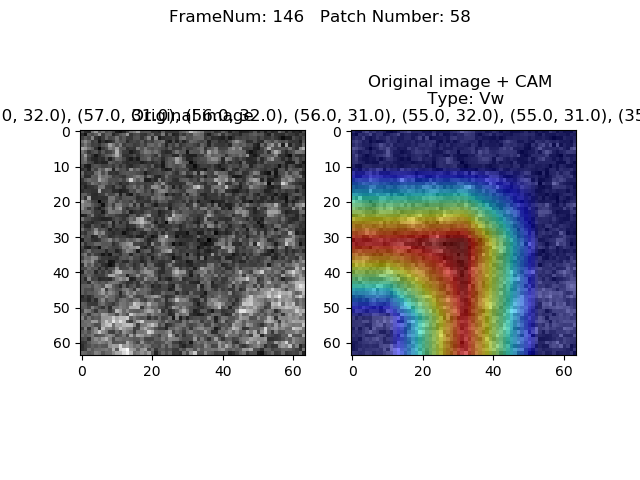 FrameNum: 146   Patch Number: 58
Original image + CAM
Type: Vw
0, 32.0), (57.0, 31.0), (56.0, 32.0), (56.0, 31.0), (55.0, 32.0), (55.0, 31.0), (35
Original image
0
10
20
30
40
50
60
0 20 40 60
0
10
20
30
40
50
60
0 20 40 60